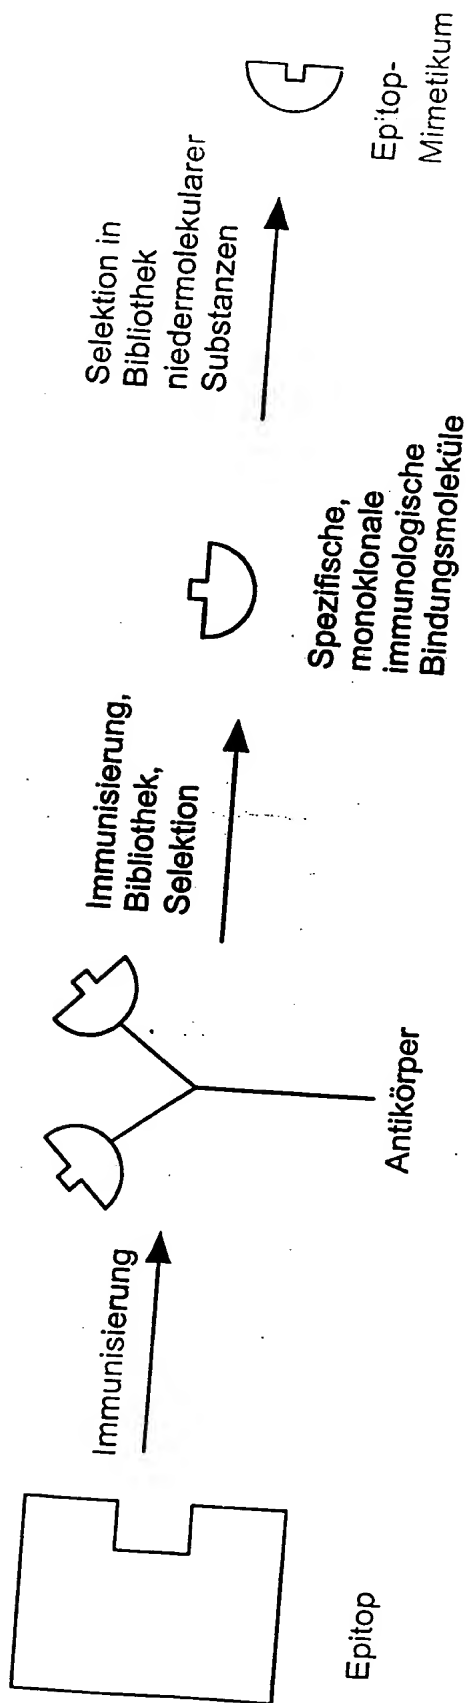 Epitop
Immunisierung
Antikörper
Immunisierung,
Bibliothek,
Selektion
Spezifische,
monoklonale
immunologische
Bindungsmoleküle
Selektion in
Bibliothek
niedermolekularer
Substanzen
Epitop-
Mimetikum